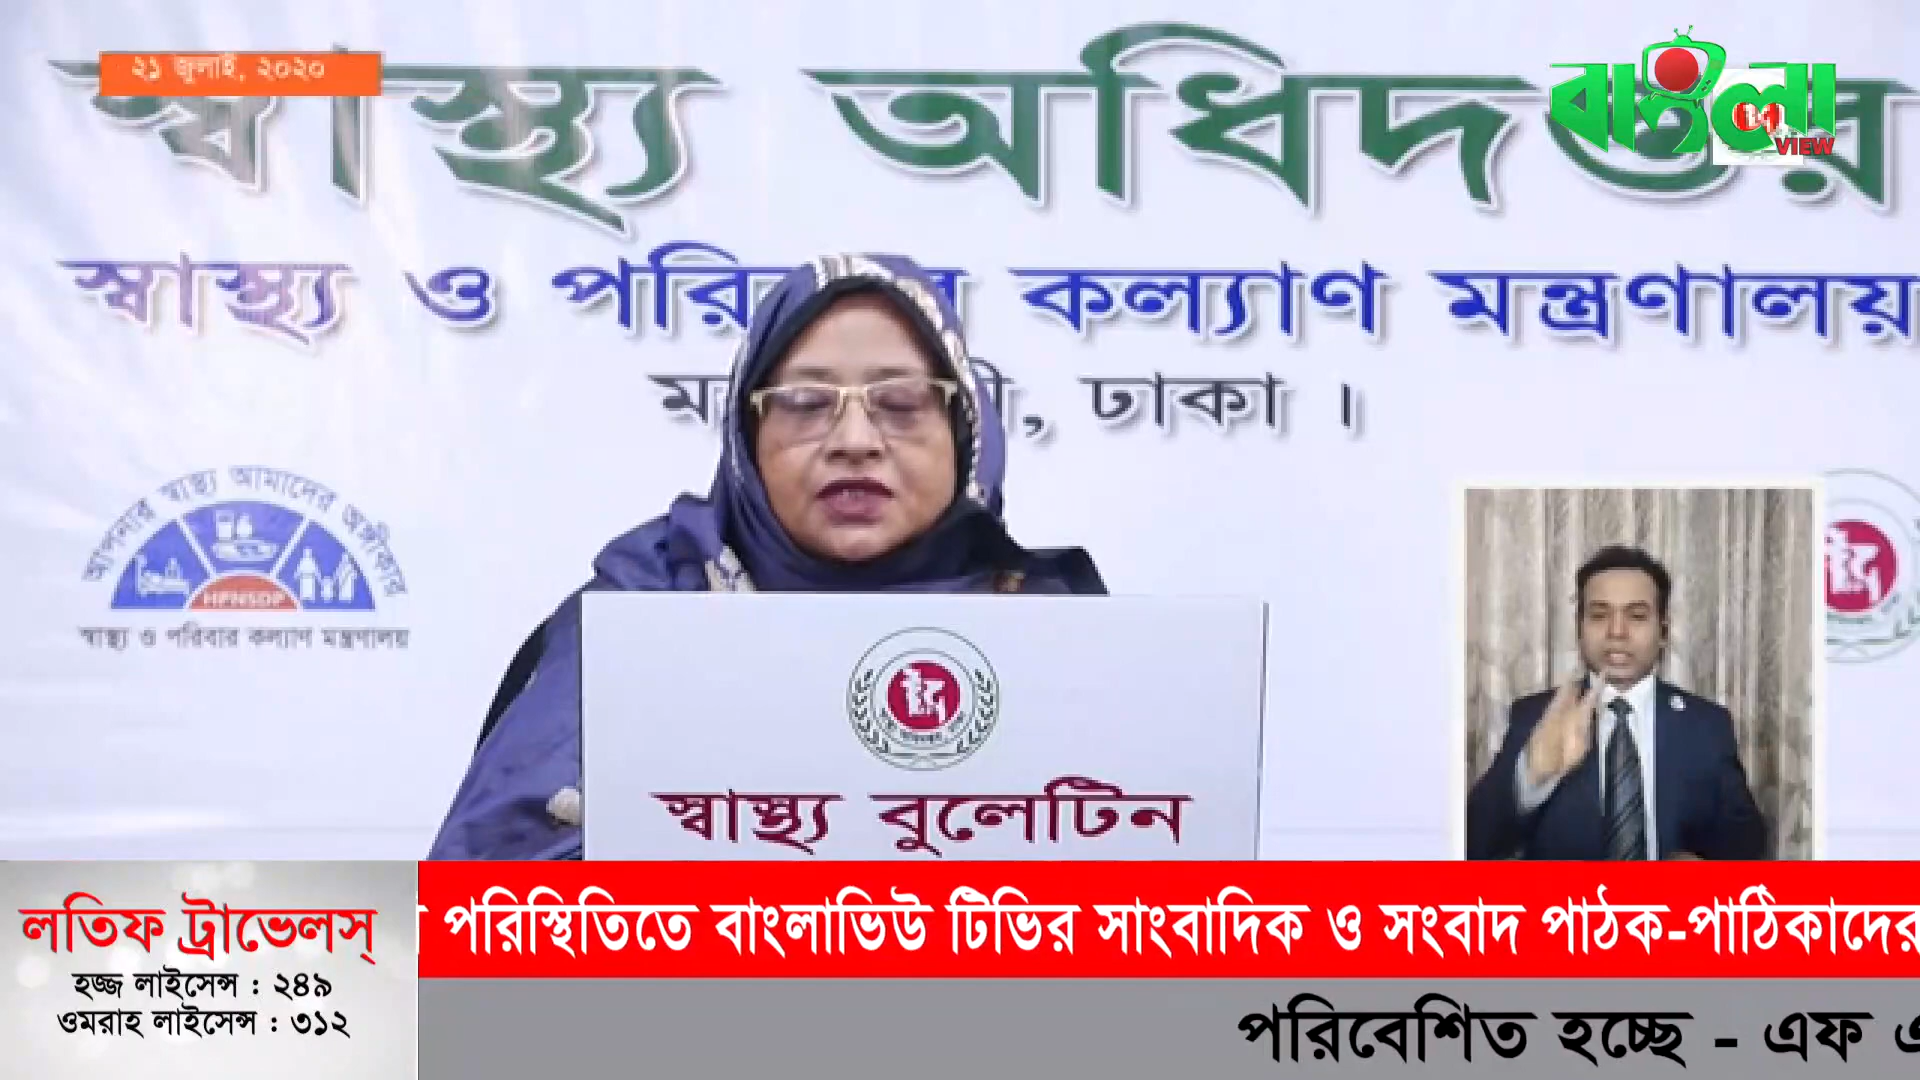 ২১ জুলাই, ২০২০
স্বাস্থ্য অধিদপ্তর
বাংলা
VIEW
স্বাস্থ্য ও পরিবার কল্যাণ মন্ত্রণালয়
ঢাকা ।
আপনার স্বাস্থ্য আমাদের অঙ্গীকার
HPNSDP
স্বাস্থ্য ও পরিবার কল্যাণ মন্ত্রণালয়
স্বাস্থ্য বুলেটিন
লতিফ ট্রাভেলস্
হজ্জ লাইসেন্স : ২৪৯
ওমরাহ লাইসেন্স : ৩১২
পরিস্থিতিতে বাংলাভিউ টিভির সাংবাদিক ও সংবাদ পাঠক-পাঠিকাদের
পরিবেশিত হচ্ছে - এফ